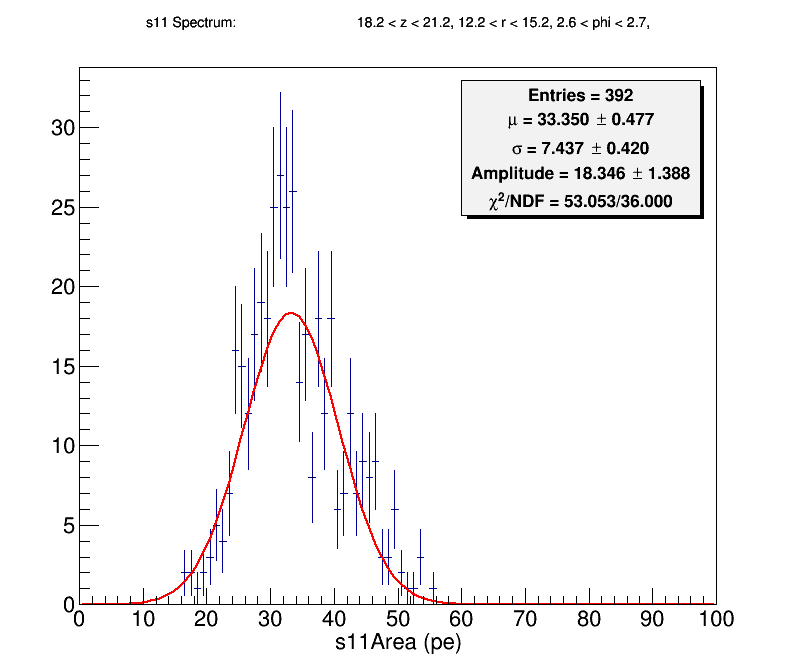 s11 Spectrum: 18.2 < z < 21.2, 12.2 < r < 15.2, 2.6 < phi < 2.7,
Entries = 392
μ = 33.350 ± 0.477
σ = 7.437 ± 0.420
Amplitude = 18.346 ± 1.388
χ²/NDF = 53.053/36.000
30
25
20
15
10
5
0
0 10 20 30 40 50 60 70 80 90 100
s11Area (pe)